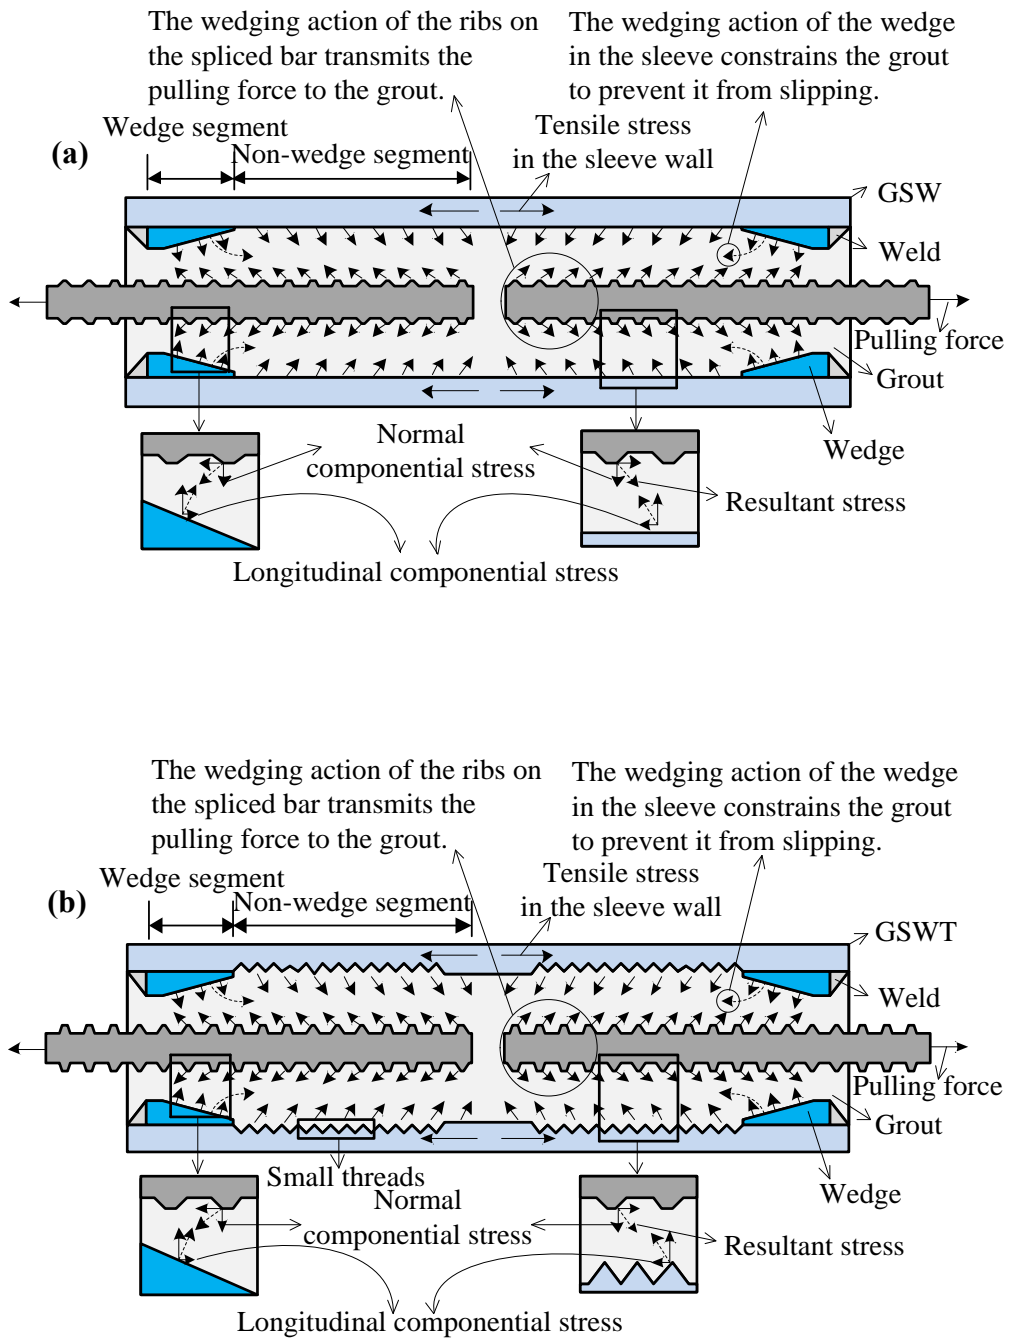 The wedging action of the ribs on
the spliced bar transmits the
pulling force to the grout.
The wedging action of the wedge
in the sleeve constrains the grout
to prevent it from slipping.
Wedge segment
(a)
Non-wedge segment
Tensile stress
in the sleeve wall
GSW
Weld
Pulling force
Grout
Wedge
Normal
componential stress
Resultant stress
Longitudinal componential stress
The wedging action of the ribs on
the spliced bar transmits the
pulling force to the grout.
The wedging action of the wedge
in the sleeve constrains the grout
to prevent it from slipping.
Wedge segment
(b)
Non-wedge segment
Tensile stress
in the sleeve wall
GSWT
Weld
Pulling force
Grout
Small threads
Wedge
Normal
componential stress
Resultant stress
Longitudinal componential stress